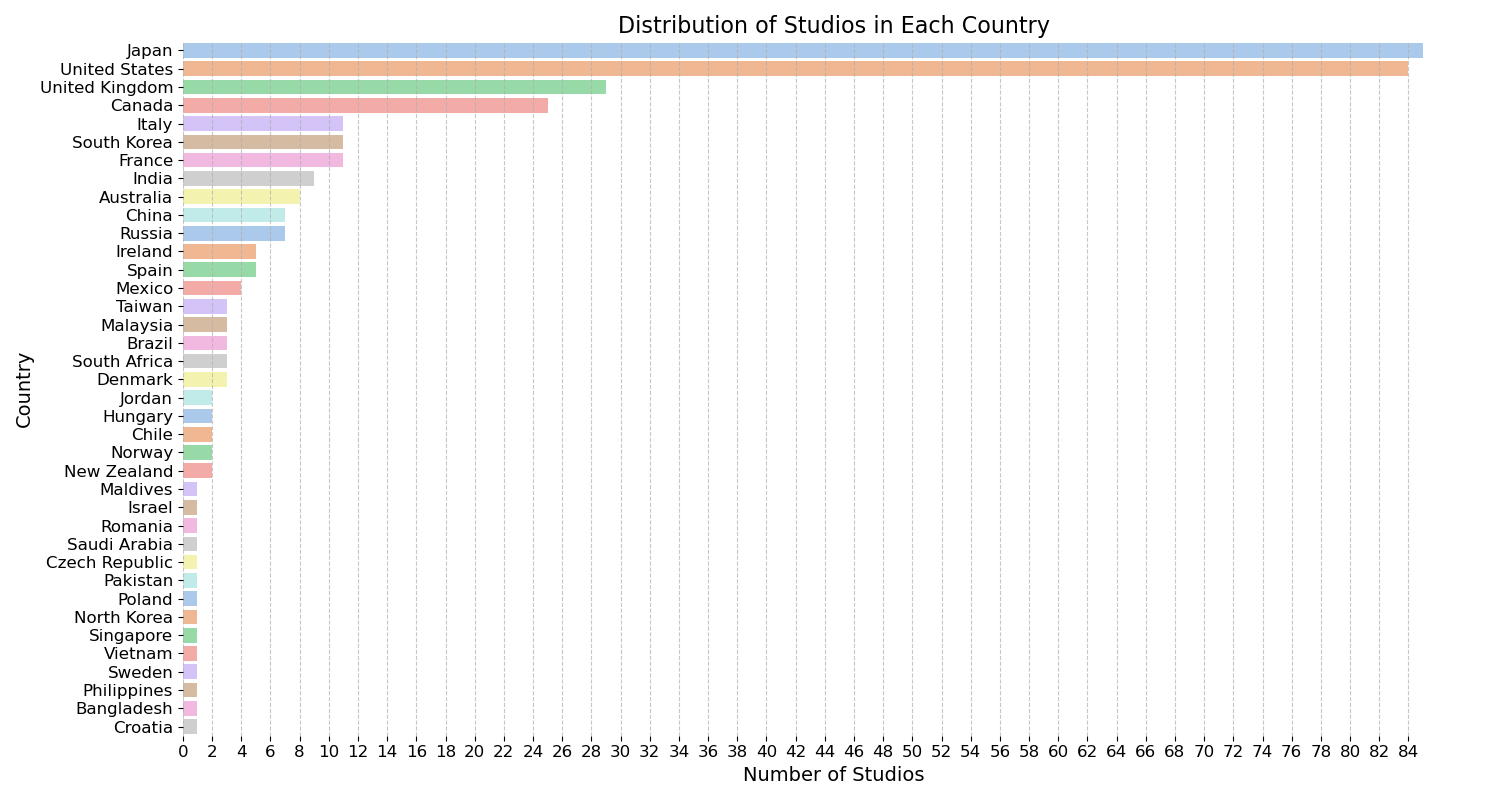 Distribution of Studios in Each Country
Japan
United States
United Kingdom
Canada
Italy
South Korea
France
India
Australia
China
Russia
Ireland
Spain
Mexico
Taiwan
Malaysia
Brazil
South Africa
Denmark
Jordan
Hungary
Chile
Norway
New Zealand
Maldives
Israel
Romania
Saudi Arabia
Czech Republic
Pakistan
Poland
North Korea
Singapore
Vietnam
Sweden
Philippines
Bangladesh
Croatia
Country
0 2 4 6 8 10 12 14 16 18 20 22 24 26 28 30 32 34 36 38 40 42 44 46 48 50 52 54 56 58 60 62 64 66 68 70 72 74 76 78 80 82 84
Number of Studios